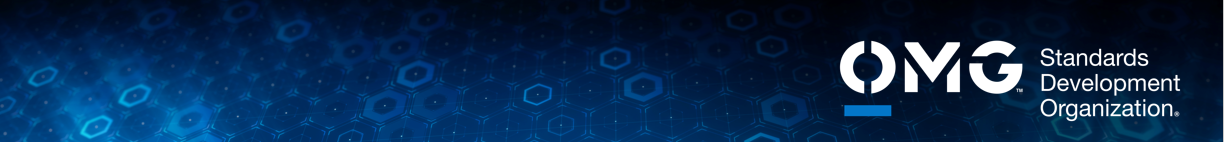 OMG™
Standards
Development
Organization®